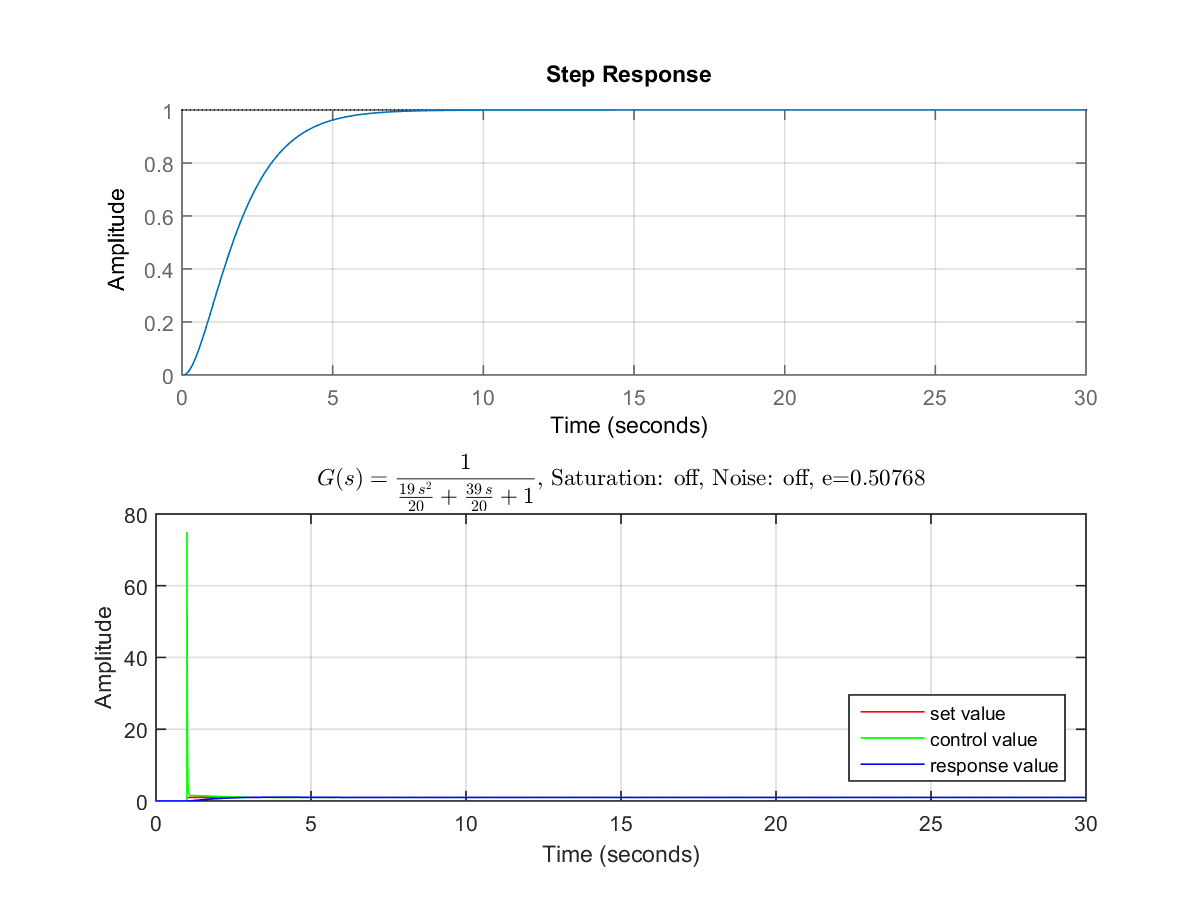 Step Response
1
0.8
0.6
0.4
0.2
0
Amplitude
0 5 10 15 20 25 30
Time (seconds)
G(s) = 1 / (19 s² / 20 + 39 s / 20 + 1), Saturation: off, Noise: off, e=0.50768
80
60
40
20
0
Amplitude
set value
control value
response value
0 5 10 15 20 25 30
Time (seconds)